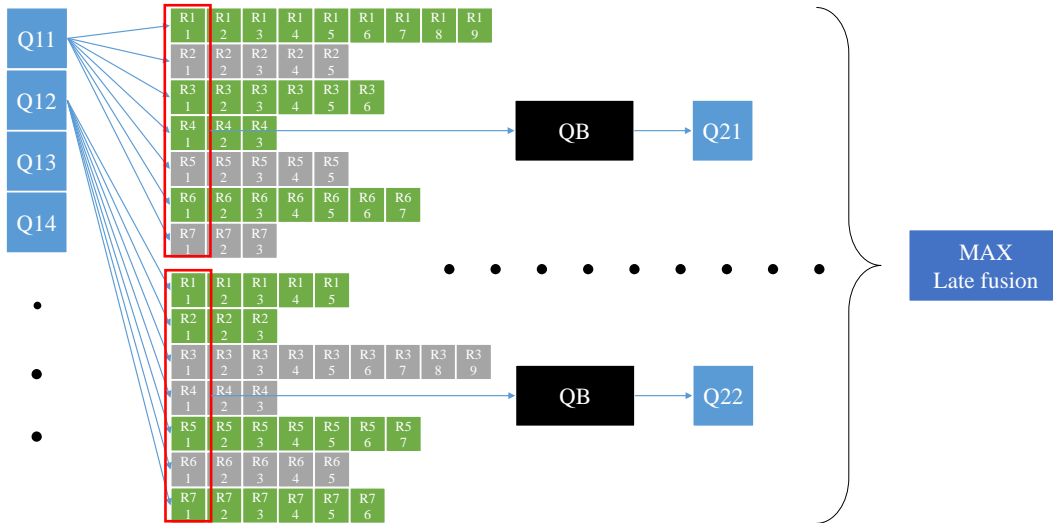 Q11
Q12
Q13
Q14
R1 R1 R1 R1 R1 R1 R1 R1 R1
1 2 3 4 5 6 7 8 9
R2 R2 R2 R2 R2
1 2 3 4 5
R3 R3 R3 R3 R3 R3
1 2 3 4 5 6
R4 R4 R4
1 2 3
R5 R5 R5 R5 R5
1 2 3 4 5
R6 R6 R6 R6 R6 R6 R6
1 2 3 4 5 6 7
R7 R7 R7
1 2 3
QB
Q21
R1 R1 R1 R1 R1
1 2 3 4 5
R2 R2 R2
1 2 3
R3 R3 R3 R3 R3 R3 R3 R3 R3
1 2 3 4 5 6 7 8 9
R4 R4 R4
1 2 3
R5 R5 R5 R5 R5 R5 R5
1 2 3 4 5 6 7
R6 R6 R6 R6 R6
1 2 3 4 5
R7 R7 R7 R7 R7 R7
1 2 3 4 5 6
QB
Q22
MAX
Late fusion